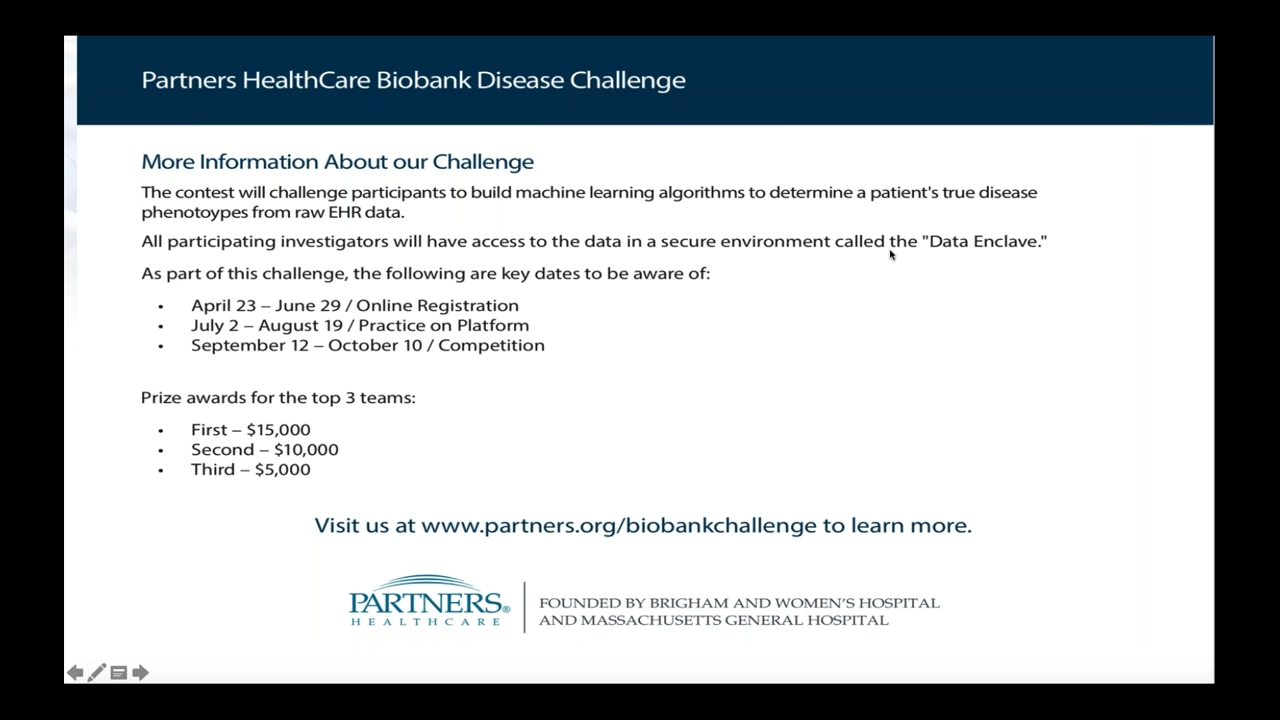 Partners HealthCare Biobank Disease Challenge
More Information About our Challenge
The contest will challenge participants to build machine learning algorithms to determine a patient's true disease
phenotoypes from raw EHR data.
All participating investigators will have access to the data in a secure environment called the "Data Enclave."
As part of this challenge, the following are key dates to be aware of:
• April 23 – June 29 / Online Registration
• July 2 – August 19 / Practice on Platform
• September 12 – October 10 / Competition
Prize awards for the top 3 teams:
• First – $15,000
• Second – $10,000
• Third – $5,000
Visit us at www.partners.org/biobankchallenge to learn more.
PARTNERS®
HEALTHCARE
FOUNDED BY BRIGHAM AND WOMEN'S HOSPITAL
AND MASSACHUSETTS GENERAL HOSPITAL